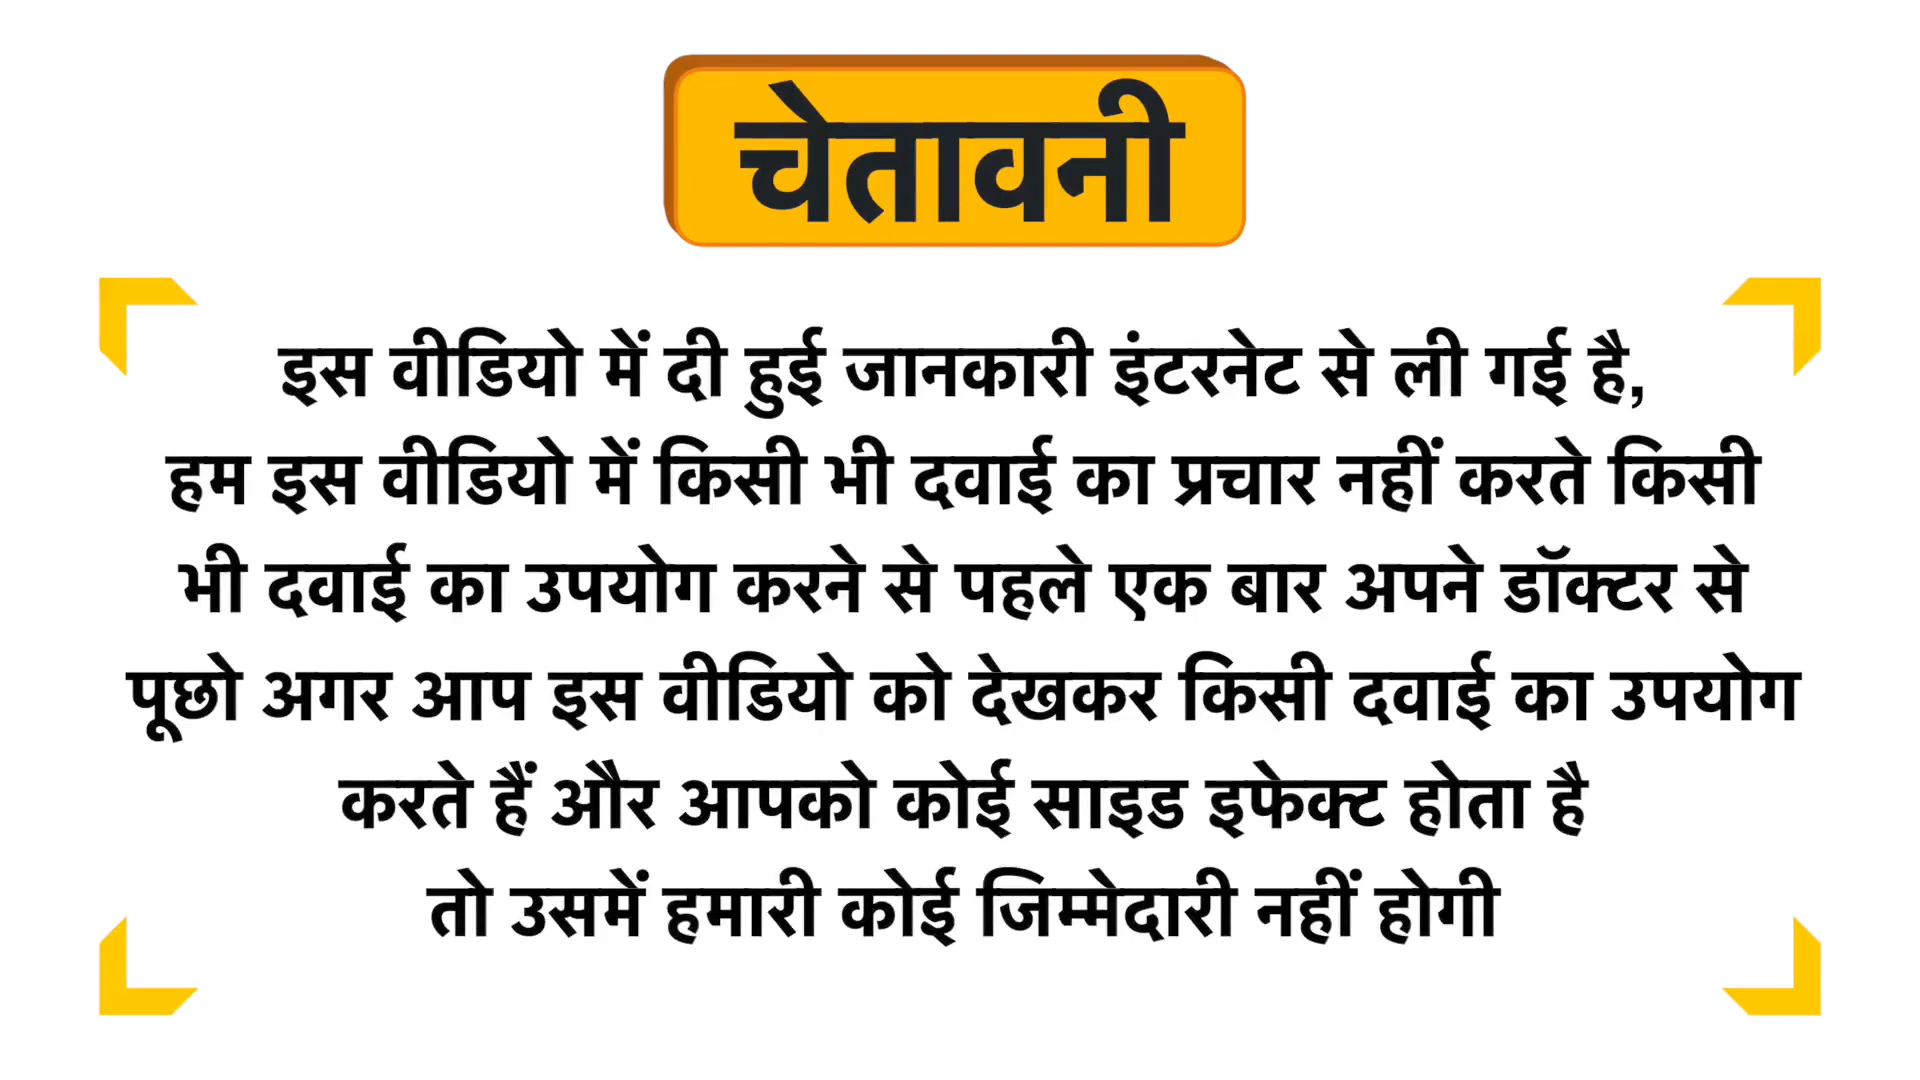 चेतावनी
इस वीडियो में दी हुई जानकारी इंटरनेट से ली गई है,
हम इस वीडियो में किसी भी दवाई का प्रचार नहीं करते किसी
भी दवाई का उपयोग करने से पहले एक बार अपने डॉक्टर से
पूछो अगर आप इस वीडियो को देखकर किसी दवाई का उपयोग
करते हैं और आपको कोई साइड इफेक्ट होता है
तो उसमें हमारी कोई जिम्मेदारी नहीं होगी